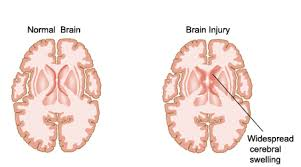 Normal Brain
Brain Injury
Widespread
cerebral
swelling